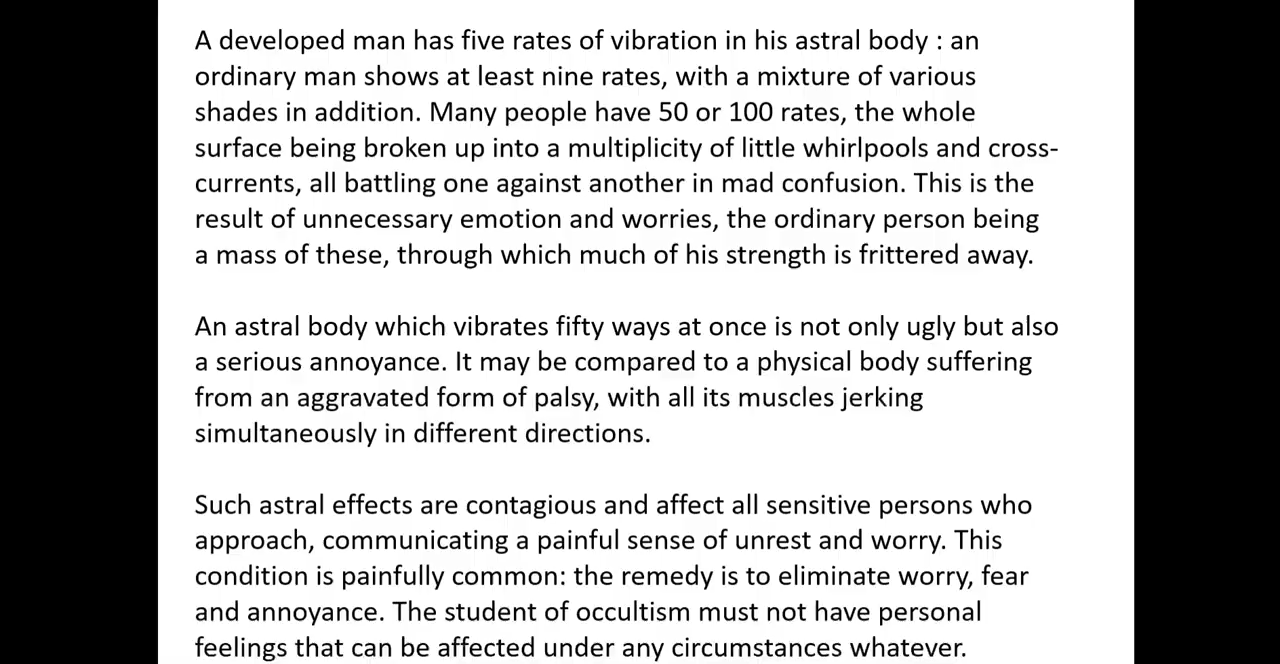 A developed man has five rates of vibration in his astral body : an
ordinary man shows at least nine rates, with a mixture of various
shades in addition. Many people have 50 or 100 rates, the whole
surface being broken up into a multiplicity of little whirlpools and cross-
currents, all battling one against another in mad confusion. This is the
result of unnecessary emotion and worries, the ordinary person being
a mass of these, through which much of his strength is frittered away.

An astral body which vibrates fifty ways at once is not only ugly but also
a serious annoyance. It may be compared to a physical body suffering
from an aggravated form of palsy, with all its muscles jerking
simultaneously in different directions.

Such astral effects are contagious and affect all sensitive persons who
approach, communicating a painful sense of unrest and worry. This
condition is painfully common: the remedy is to eliminate worry, fear
and annoyance. The student of occultism must not have personal
feelings that can be affected under any circumstances whatever.